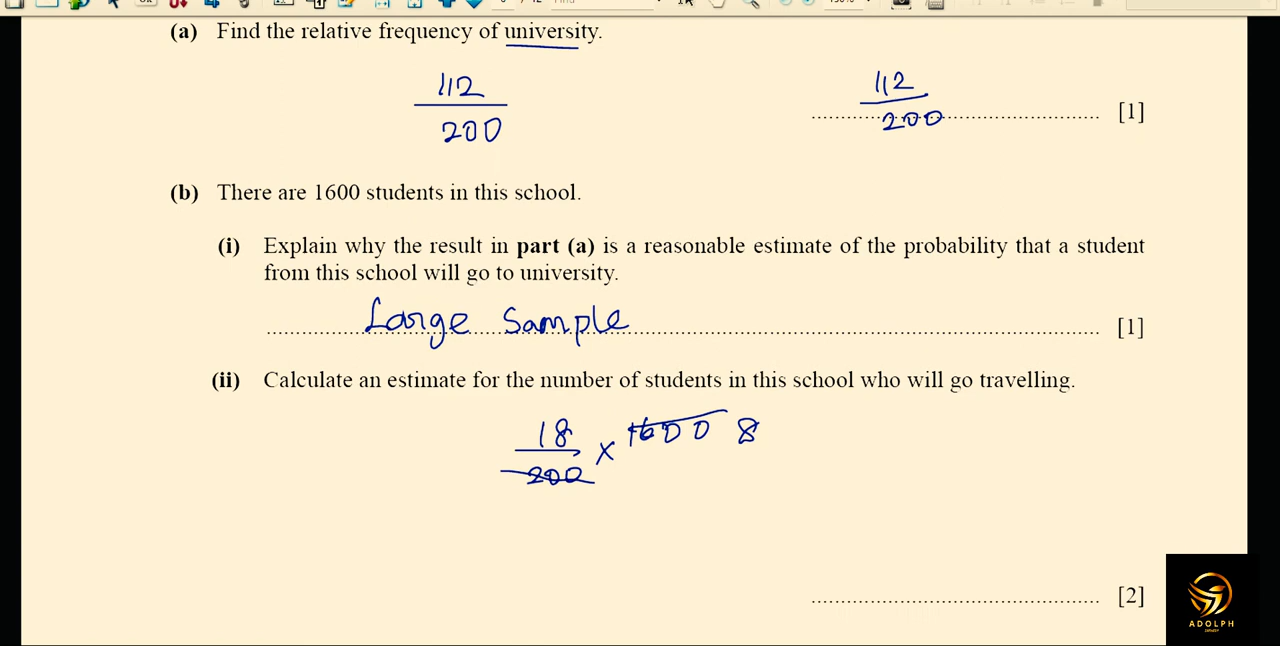 (a) Find the relative frequency of university.
112
200
112
200 [1]
(b) There are 1600 students in this school.
(i) Explain why the result in part (a) is a reasonable estimate of the probability that a student
from this school will go to university.
Large Sample [1]
(ii) Calculate an estimate for the number of students in this school who will go travelling.
18 × 1600 8
200
[2]
ADOLPH